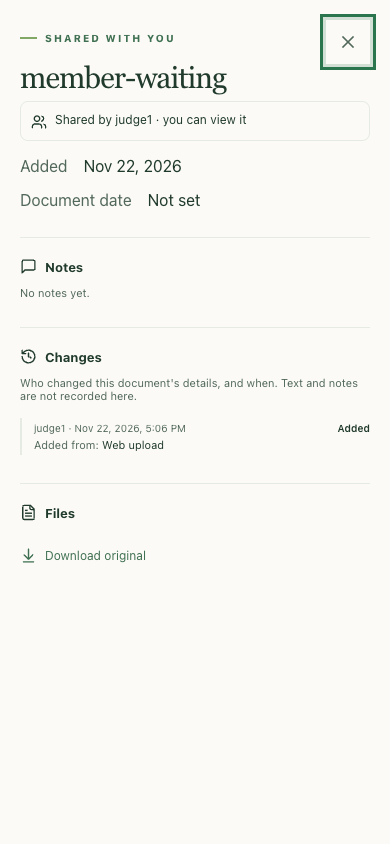 SHARED WITH YOU
member-waiting
Shared by judge1 · you can view it
Added Nov 22, 2026
Document date Not set
Notes
No notes yet.
Changes
Who changed this document's details, and when. Text and notes
are not recorded here.
judge1 · Nov 22, 2026, 5:06 PM Added
Added from: Web upload
Files
Download original